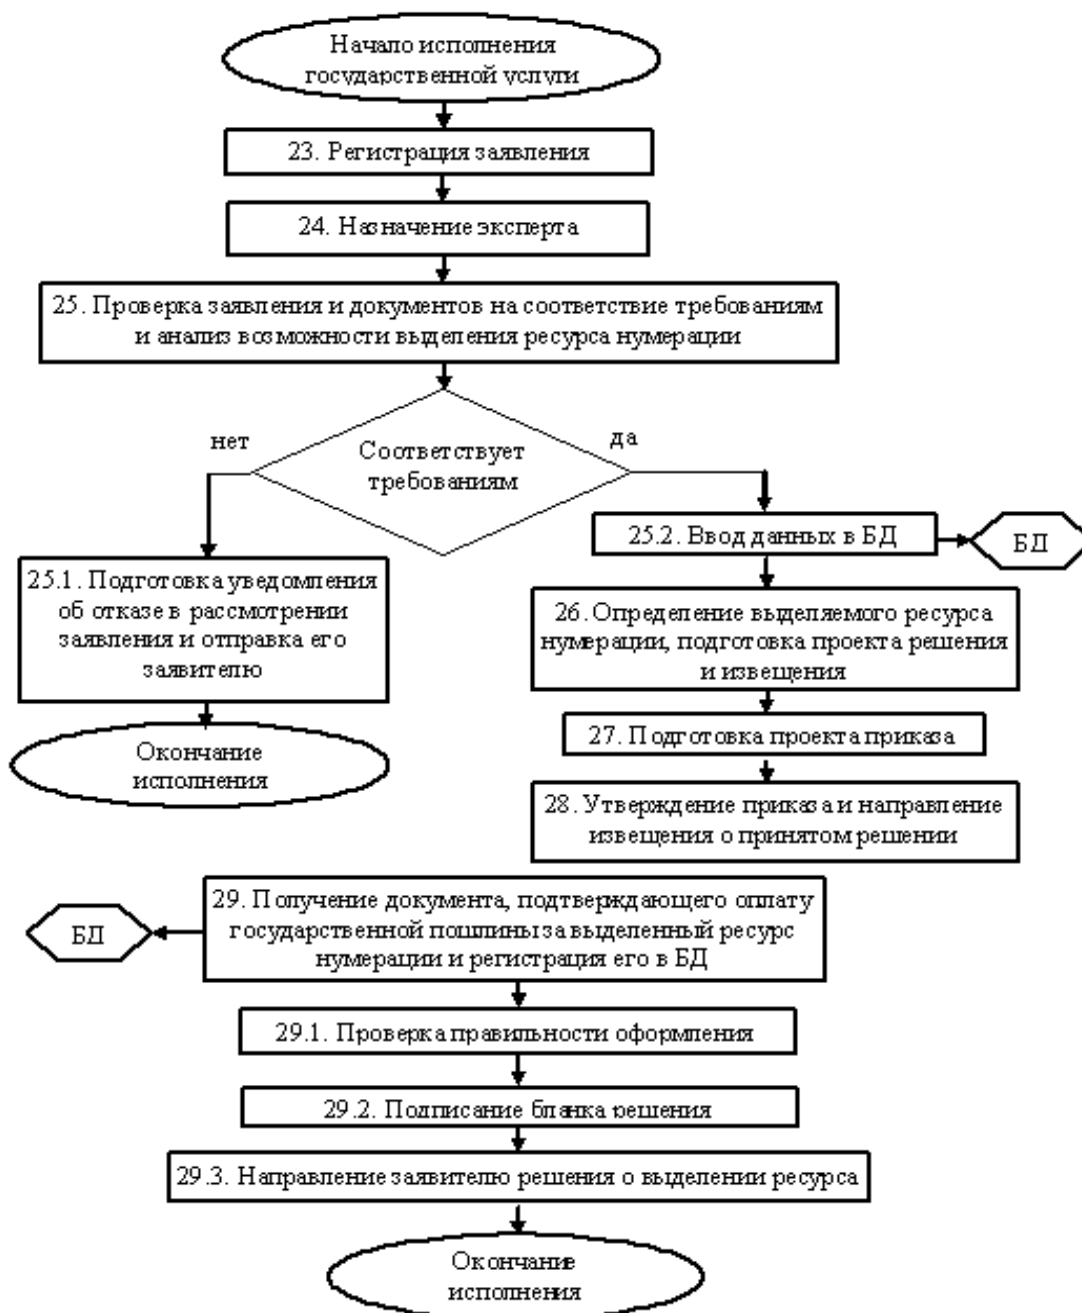 Начало исполнения
государственной услуги
23. Регистрация заявления
24. Назначение эксперта
25. Проверка заявления и документов на соответствие требованиям
и анализ возможности выделения ресурса нумерации
нет
да
Соответствует
требованиям
25.2. Ввод данных в БД
БД
25.1. Подготовка уведомления
об отказе в рассмотрении
заявления и отправка его
заявителю
26. Определение выделяемого ресурса
нумерации, подготовка проекта решения
и извещения
Окончание
исполнения
27. Подготовка проекта приказа
28. Утверждение приказа и направление
извещения о принятом решении
29. Получение документа, подтверждающего оплату
государственной пошлины за выделенный ресурс
нумерации и регистрация его в БД
БД
29.1. Проверка правильности оформления
29.2. Подписание бланка решения
29.3. Направление заявителю решения о выделении ресурса
Окончание
исполнения